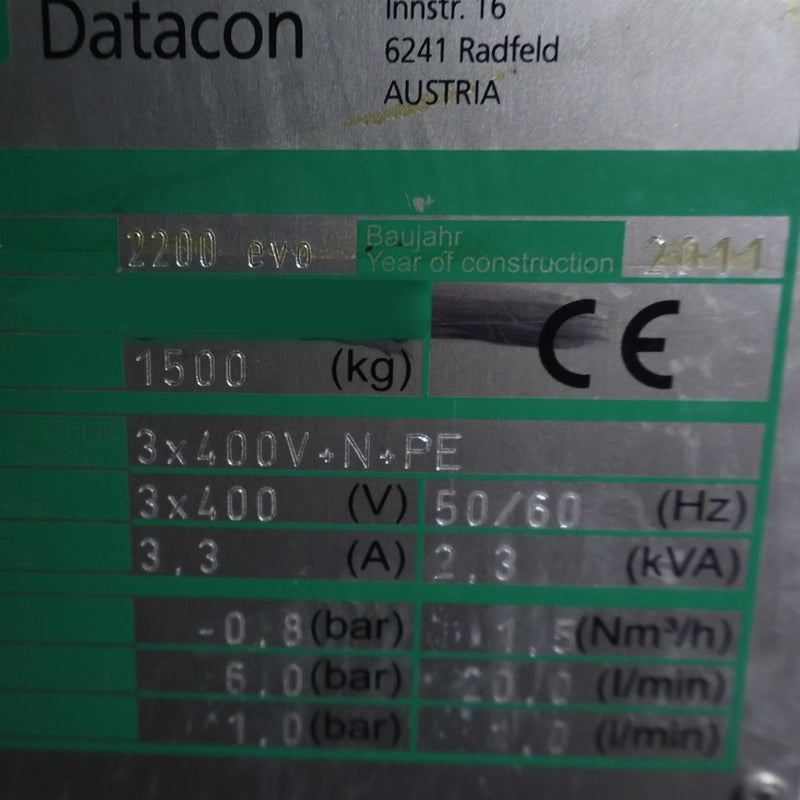 Datacon
Innstr. 16
6241 Radfeld
AUSTRIA
2200 evo
Baujahr
Year of construction
2011
1500 (kg)
CE
3x400V+N+PE
3x400 (V) 50/60 (Hz)
3,3 (A) 2,3 (kVA)
-0,8 (bar) 1,5 (Nm³/h)
6,0 (bar) 20,0 (l/min)
1,0 (bar) (l/min)